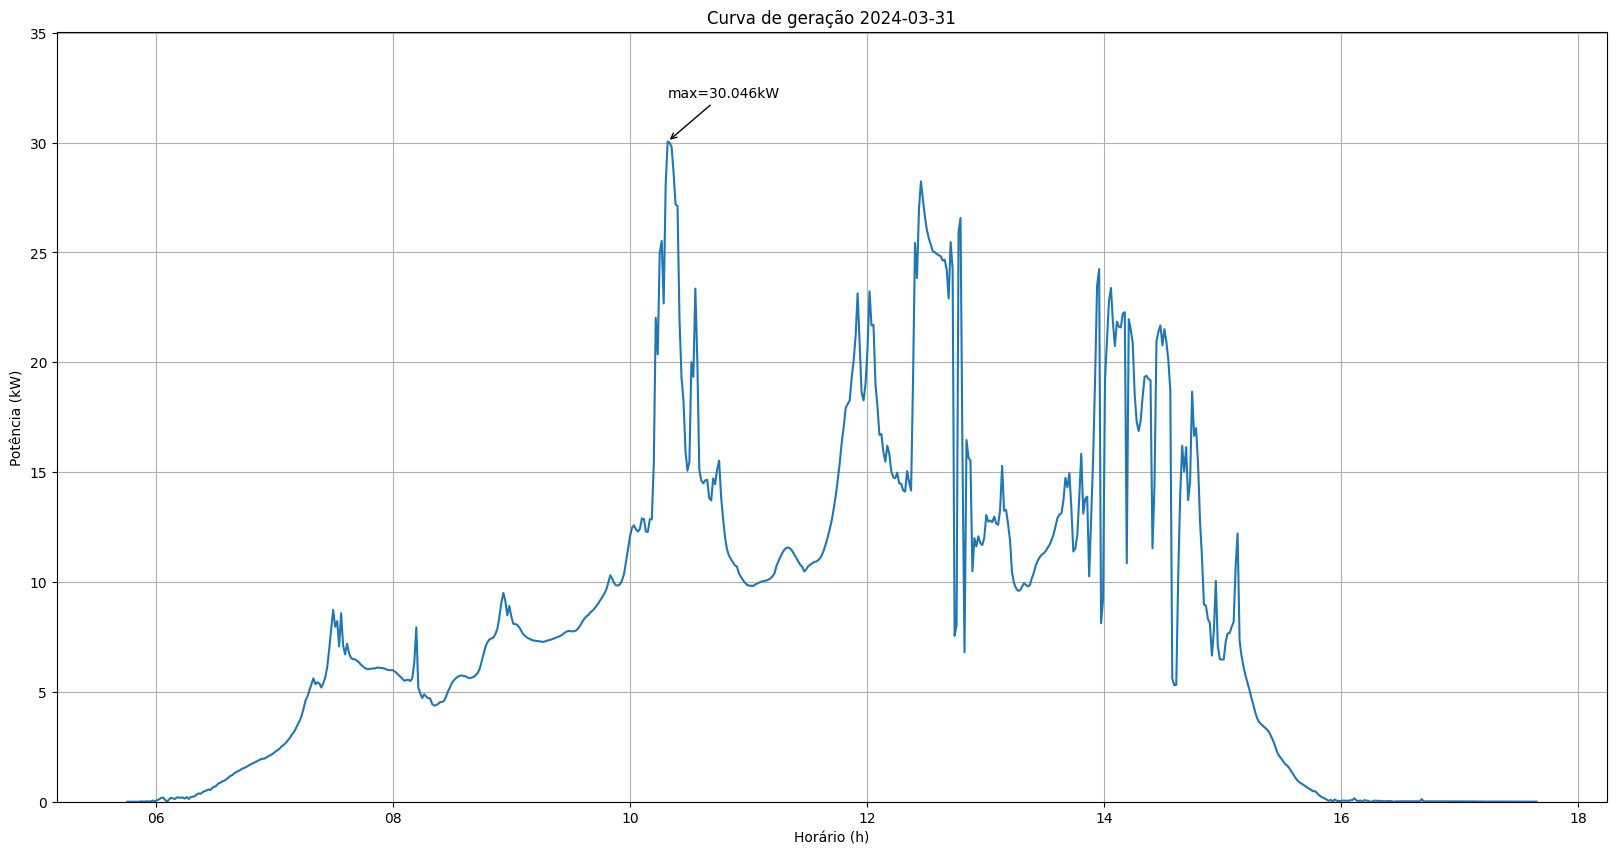 Curva de geração 2024-03-31
35
max=30.046kW
30
25
20
15
10
5
0
Potência (kW)
06 08 10 12 14 16 18
Horário (h)